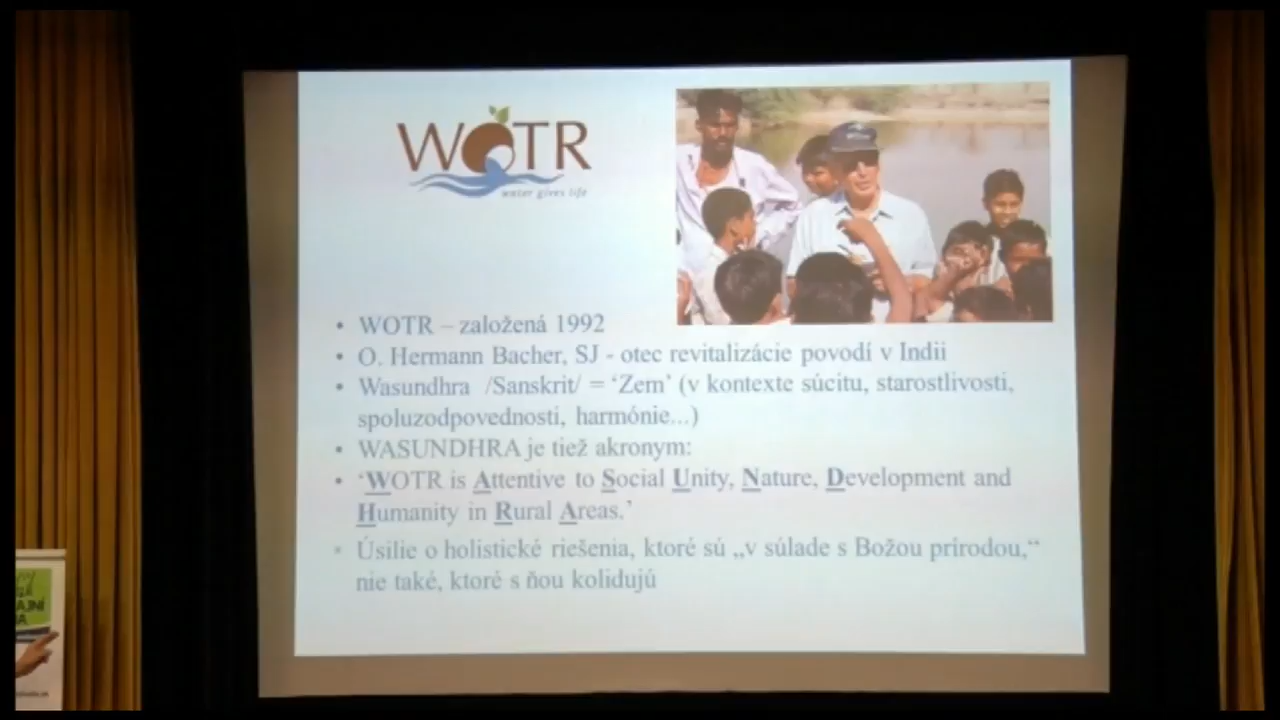 WOTR
water gives life
• WOTR – založená 1992
• O. Hermann Bacher, SJ - otec revitalizácie povodí v Indii
• Wasundhra /Sanskrit/ = ‘Zem’ (v kontexte súcitu, starostlivosti,
spoluzodpovednosti, harmónie...)
• WASUNDHRA je tiež akronym:
• ‘WOTR is Attentive to Social Unity, Nature, Development and
Humanity in Rural Areas.’
• Úsilie o holistické riešenia, ktoré sú „v súlade s Božou prírodou,“
nie také, ktoré s ňou kolidujú